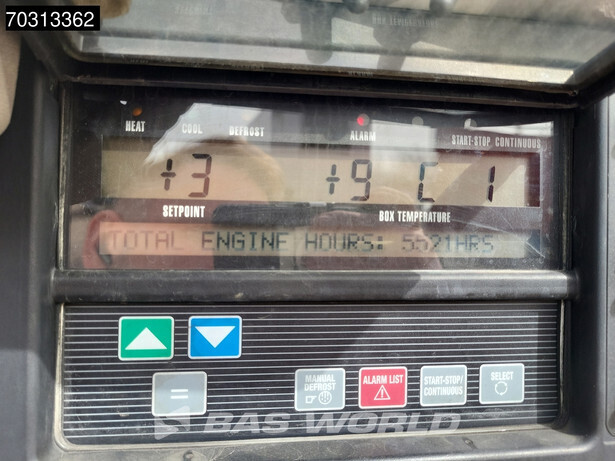 70313362
HEAT COOL DEFROST ALARM START-STOP CONTINUOUS
+3 +9 C 1
SETPOINT BOX TEMPERATURE
TOTAL ENGINE HOURS: 5521HRS
MANUAL DEFROST
ALARM LIST
START-STOP/ CONTINUOUS
SELECT
=
BAS WORLD